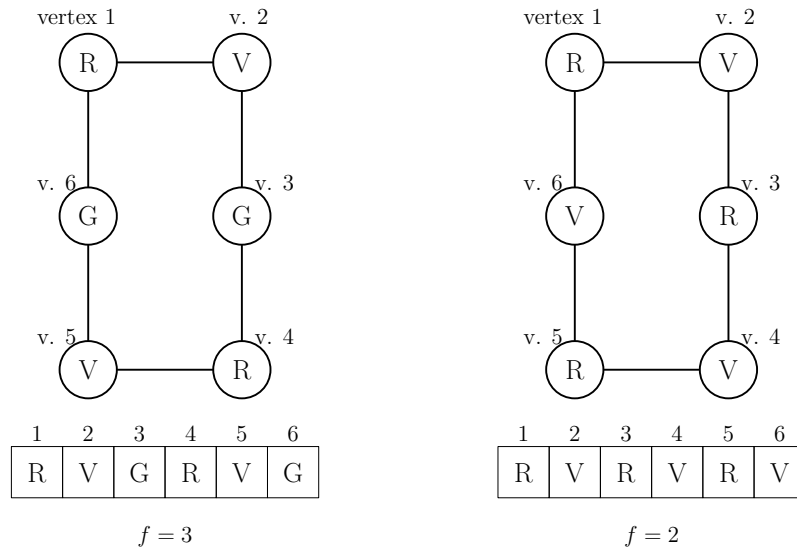 vertex 1 v. 2
R V
v. 6 v. 3
G G
v. 5 v. 4
V R
1 2 3 4 5 6
R V G R V G
f = 3
vertex 1 v. 2
R V
v. 6 v. 3
V R
v. 5 v. 4
R V
1 2 3 4 5 6
R V R V R V
f = 2